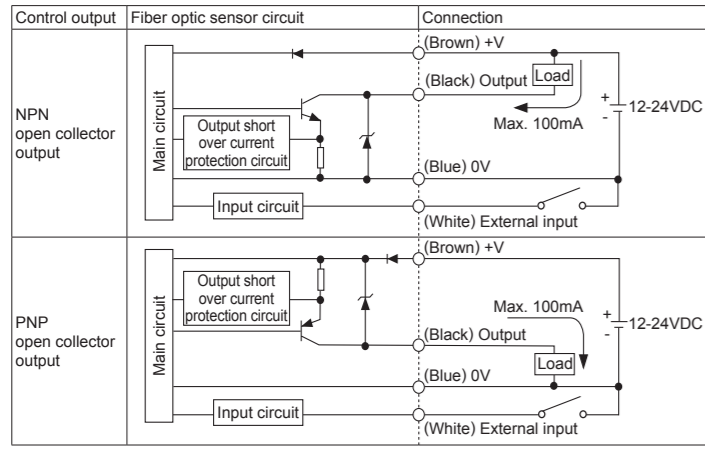 Control output Fiber optic sensor circuit Connection
NPN
open collector
output
Main circuit
Output short
over current
protection circuit
Input circuit
(Brown) +V
(Black) Output
Load
Max. 100mA
+
-
12-24VDC
(Blue) 0V
(White) External input
PNP
open collector
output
Main circuit
Output short
over current
protection circuit
Input circuit
(Brown) +V
Max. 100mA
+
-
12-24VDC
(Black) Output
Load
(Blue) 0V
(White) External input